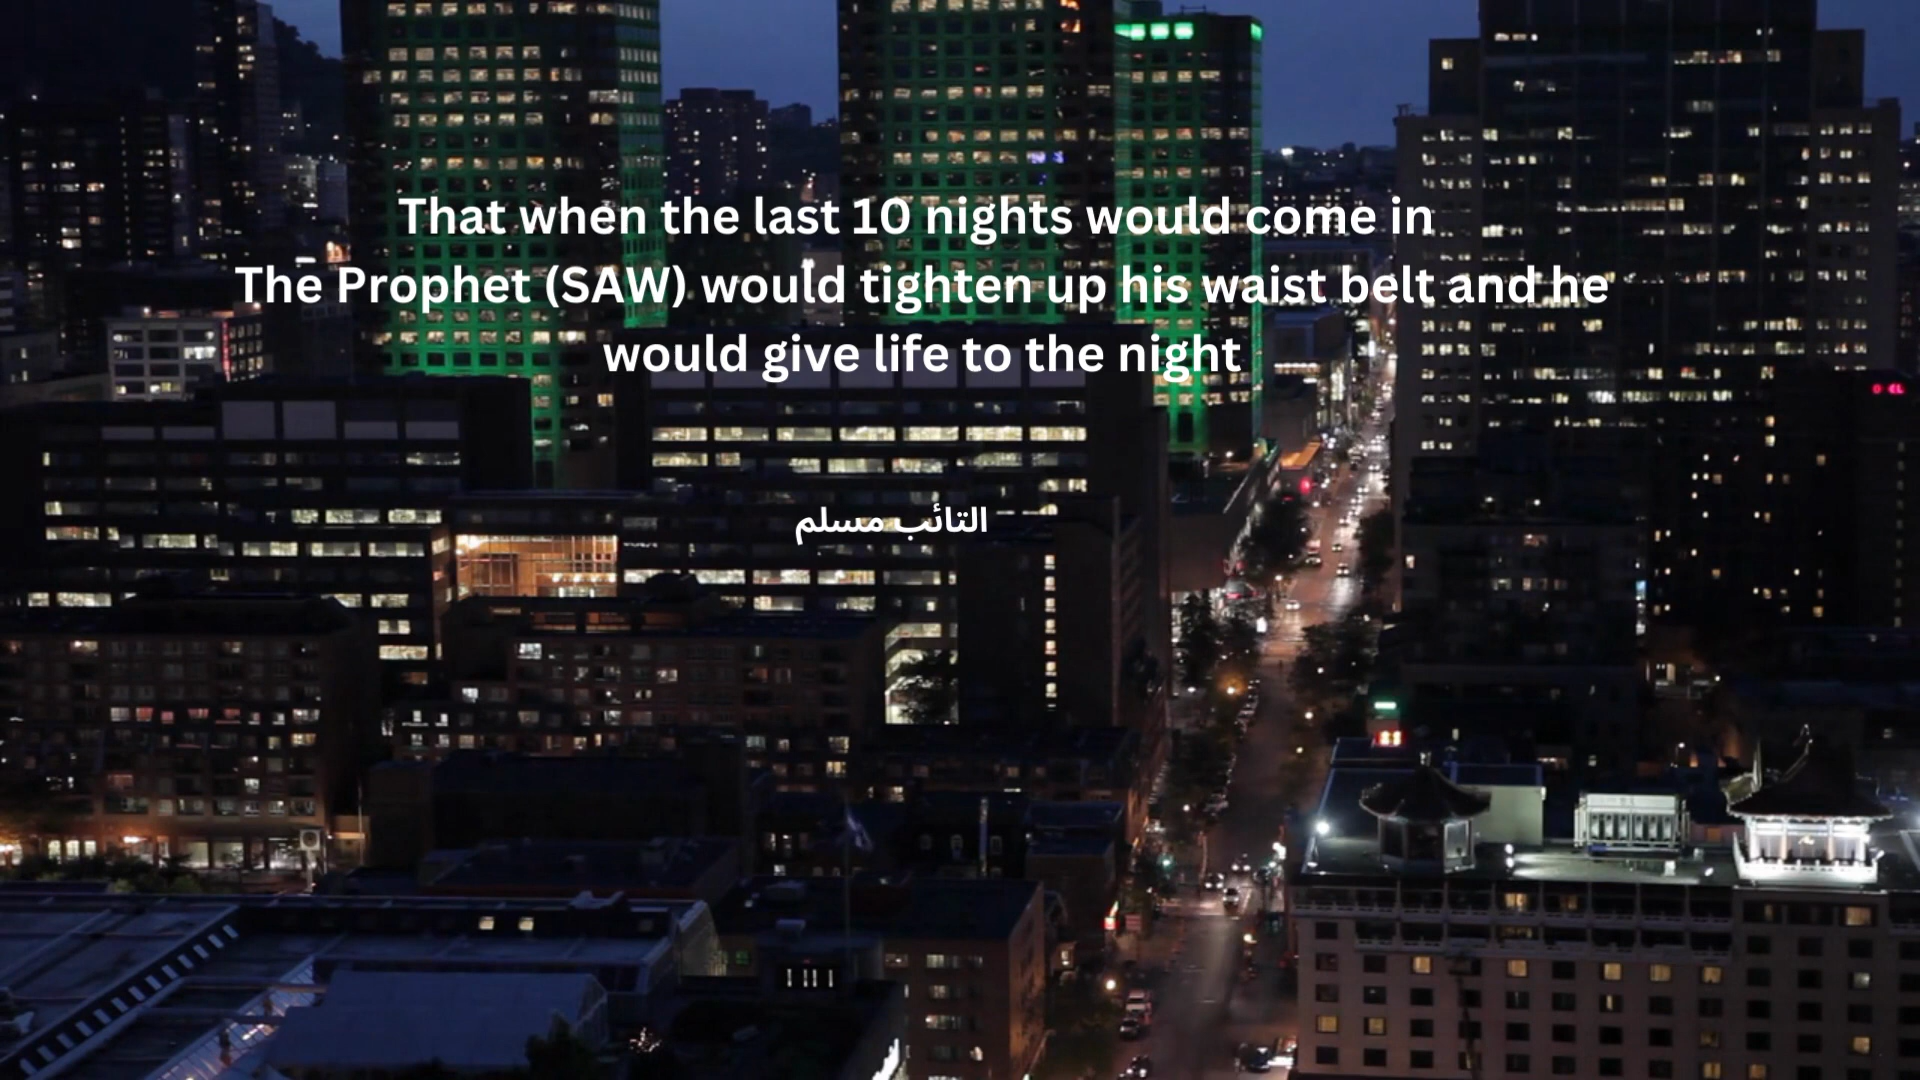 That when the last 10 nights would come in
The Prophet (SAW) would tighten up his waist belt and he
would give life to the night
التائب مسلم